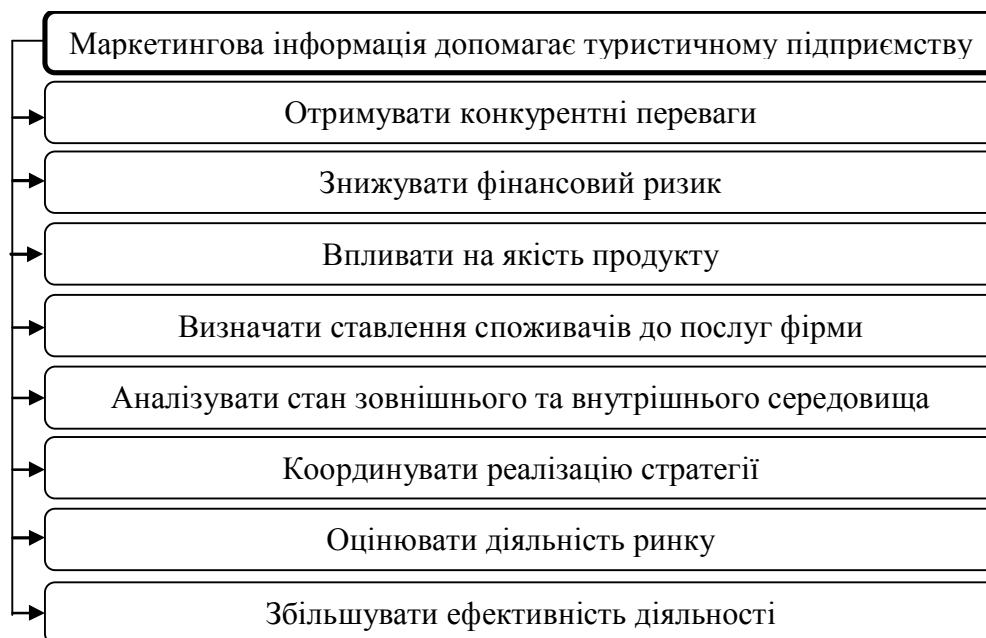 Маркетингова інформація допомагає туристичному підприємству
Отримувати конкурентні переваги
Знижувати фінансовий ризик
Впливати на якість продукту
Визначати ставлення споживачів до послуг фірми
Аналізувати стан зовнішнього та внутрішнього середовища
Координувати реалізацію стратегії
Оцінювати діяльність ринку
Збільшувати ефективність діяльності